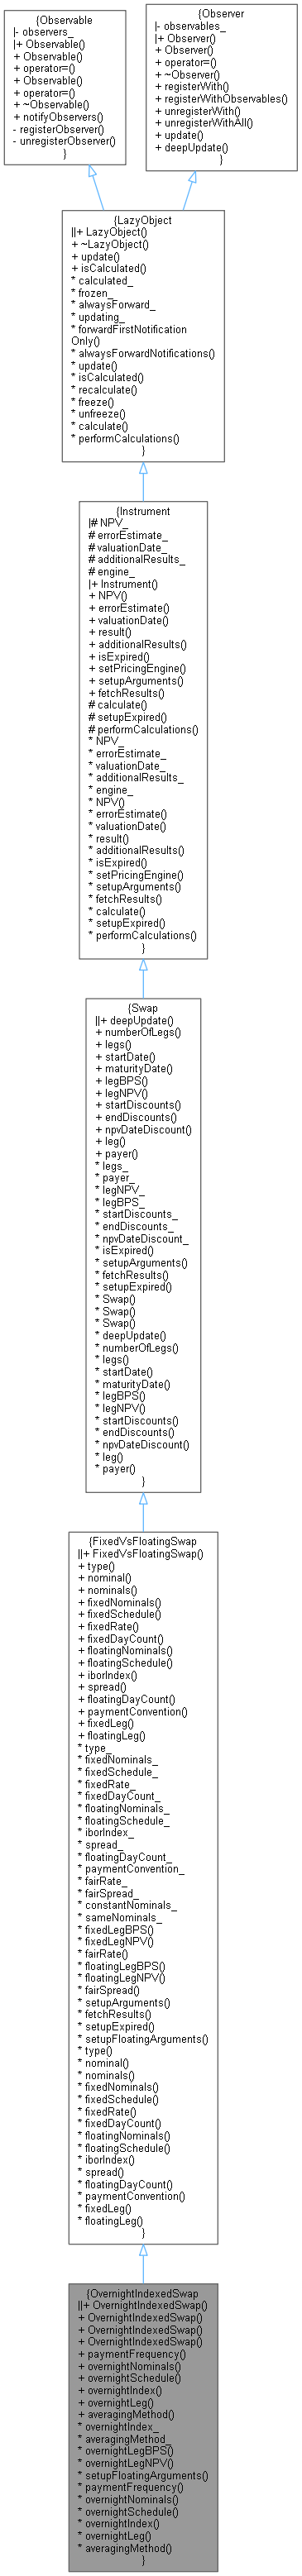 {Observable
|- observers_
|+ Observable()
+ Observable()
+ operator=()
+ Observable()
+ operator=()
+ ~Observable()
+ notifyObservers()
- registerObserver()
- unregisterObserver()
}
{Observer
|- observables_
|+ Observer()
+ Observer()
+ operator=()
+ ~Observer()
+ registerWith()
+ registerWithObservables()
+ unregisterWith()
+ unregisterWithAll()
+ update()
+ deepUpdate()
}
{LazyObject
||+ LazyObject()
+ ~LazyObject()
+ update()
+ isCalculated()
* calculated_
* frozen_
* alwaysForward_
* updating_
* forwardFirstNotification
Only()
* alwaysForwardNotifications()
* update()
* isCalculated()
* recalculate()
* freeze()
* unfreeze()
* calculate()
* performCalculations()
}
{Instrument
|# NPV_
# errorEstimate_
# valuationDate_
# additionalResults_
# engine_
|+ Instrument()
+ NPV()
+ errorEstimate()
+ valuationDate()
+ result()
+ additionalResults()
+ isExpired()
+ setPricingEngine()
+ setupArguments()
+ fetchResults()
# calculate()
# setupExpired()
# performCalculations()
* NPV_
* errorEstimate_
* valuationDate_
* additionalResults_
* engine_
* NPV()
* errorEstimate()
* valuationDate()
* result()
* additionalResults()
* isExpired()
* setPricingEngine()
* setupArguments()
* fetchResults()
* calculate()
* setupExpired()
* performCalculations()
}
{Swap
||+ deepUpdate()
+ numberOfLegs()
+ legs()
+ startDate()
+ maturityDate()
+ legBPS()
+ legNPV()
+ startDiscounts()
+ endDiscounts()
+ npvDateDiscount()
+ leg()
+ payer()
* legs_
* payer_
* legNPV_
* legBPS_
* startDiscounts_
* endDiscounts_
* npvDateDiscount_
* isExpired()
* setupArguments()
* fetchResults()
* setupExpired()
* Swap()
* Swap()
* Swap()
* deepUpdate()
* numberOfLegs()
* legs()
* startDate()
* maturityDate()
* legBPS()
* legNPV()
* startDiscounts()
* endDiscounts()
* npvDateDiscount()
* leg()
* payer()
}
{FixedVsFloatingSwap
||+ FixedVsFloatingSwap()
+ type()
+ nominal()
+ nominals()
+ fixedNominals()
+ fixedSchedule()
+ fixedRate()
+ fixedDayCount()
+ floatingNominals()
+ floatingSchedule()
+ iborIndex()
+ spread()
+ floatingDayCount()
+ paymentConvention()
+ fixedLeg()
+ floatingLeg()
* type_
* fixedNominals_
* fixedSchedule_
* fixedRate_
* fixedDayCount_
* floatingNominals_
* floatingSchedule_
* iborIndex_
* spread_
* floatingDayCount_
* paymentConvention_
* fairRate_
* fairSpread_
* constantNominals_
* sameNominals_
* fixedLegBPS()
* fixedLegNPV()
* fairRate()
* floatingLegBPS()
* floatingLegNPV()
* fairSpread()
* setupArguments()
* fetchResults()
* setupExpired()
* setupFloatingArguments()
* type()
* nominal()
* nominals()
* fixedNominals()
* fixedSchedule()
* fixedRate()
* fixedDayCount()
* floatingNominals()
* floatingSchedule()
* iborIndex()
* spread()
* floatingDayCount()
* paymentConvention()
* fixedLeg()
* floatingLeg()
}
{OvernightIndexedSwap
||+ OvernightIndexedSwap()
+ OvernightIndexedSwap()
+ OvernightIndexedSwap()
+ OvernightIndexedSwap()
+ paymentFrequency()
+ overnightNominals()
+ overnightSchedule()
+ overnightIndex()
+ overnightLeg()
+ averagingMethod()
* overnightIndex_
* averagingMethod_
* overnightLegBPS()
* overnightLegNPV()
* setupFloatingArguments()
* paymentFrequency()
* overnightNominals()
* overnightSchedule()
* overnightIndex()
* overnightLeg()
* averagingMethod()
}